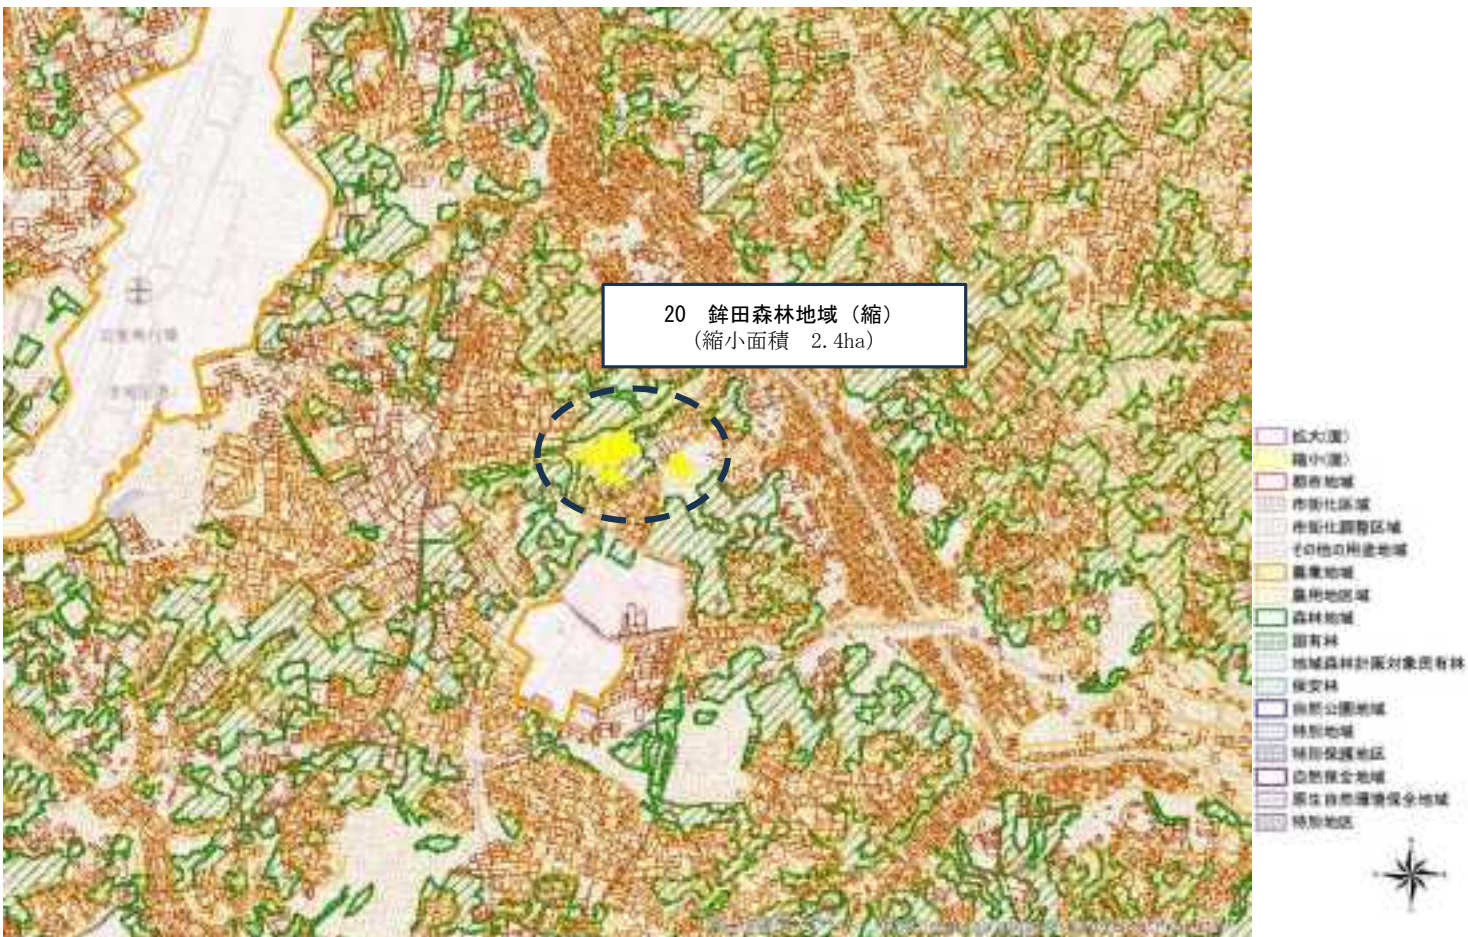 20 鉾田森林地域（縮）
（縮小面積 2.4ha）
拡大(面)
縮小(面)
都市地域
市街化区域
市街化調整区域
その他の用途地域
農業地域
農用地区域
森林地域
国有林
地域森林計画対象民有林
保安林
自然公園地域
特別地域
特別保護地区
自然保全地域
原生自然環境保全地域
特別地区